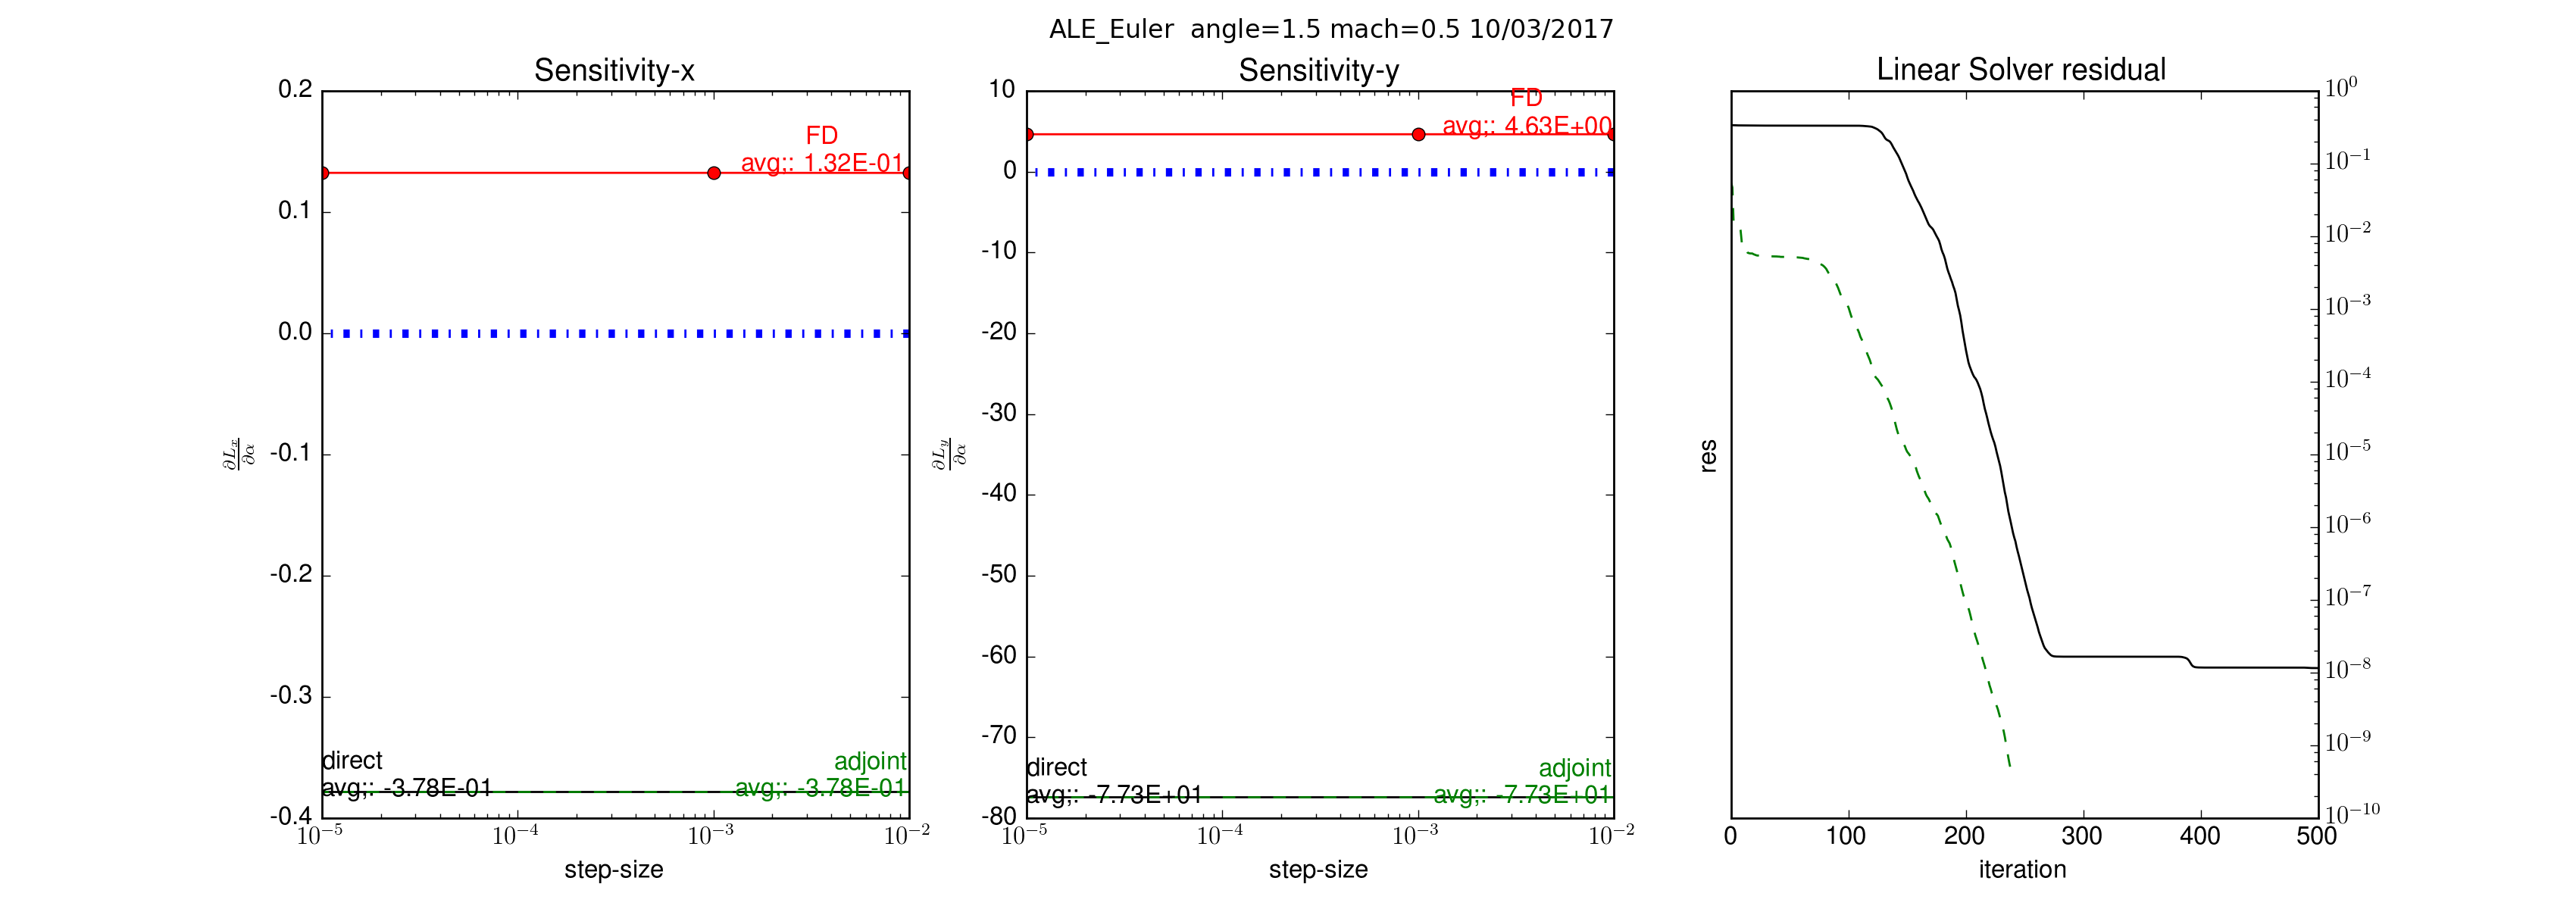 ALE_Euler  angle=1.5 mach=0.5 10/03/2017
Sensitivity-x
0.2
0.1
0.0
-0.1
-0.2
-0.3
-0.4
∂Lx/∂α
FD
avg;: 1.32E-01
direct
avg;: -3.78E-01
adjoint
avg;: -3.78E-01
10^-5 10^-4 10^-3 10^-2
step-size
Sensitivity-y
10
0
-10
-20
-30
-40
-50
-60
-70
-80
∂Ly/∂α
FD
avg;: 4.63E+00
direct
avg;: -7.73E+01
adjoint
avg;: -7.73E+01
10^-5 10^-4 10^-3 10^-2
step-size
Linear Solver residual
res
10^0
10^-1
10^-2
10^-3
10^-4
10^-5
10^-6
10^-7
10^-8
10^-9
10^-10
0 100 200 300 400 500
iteration